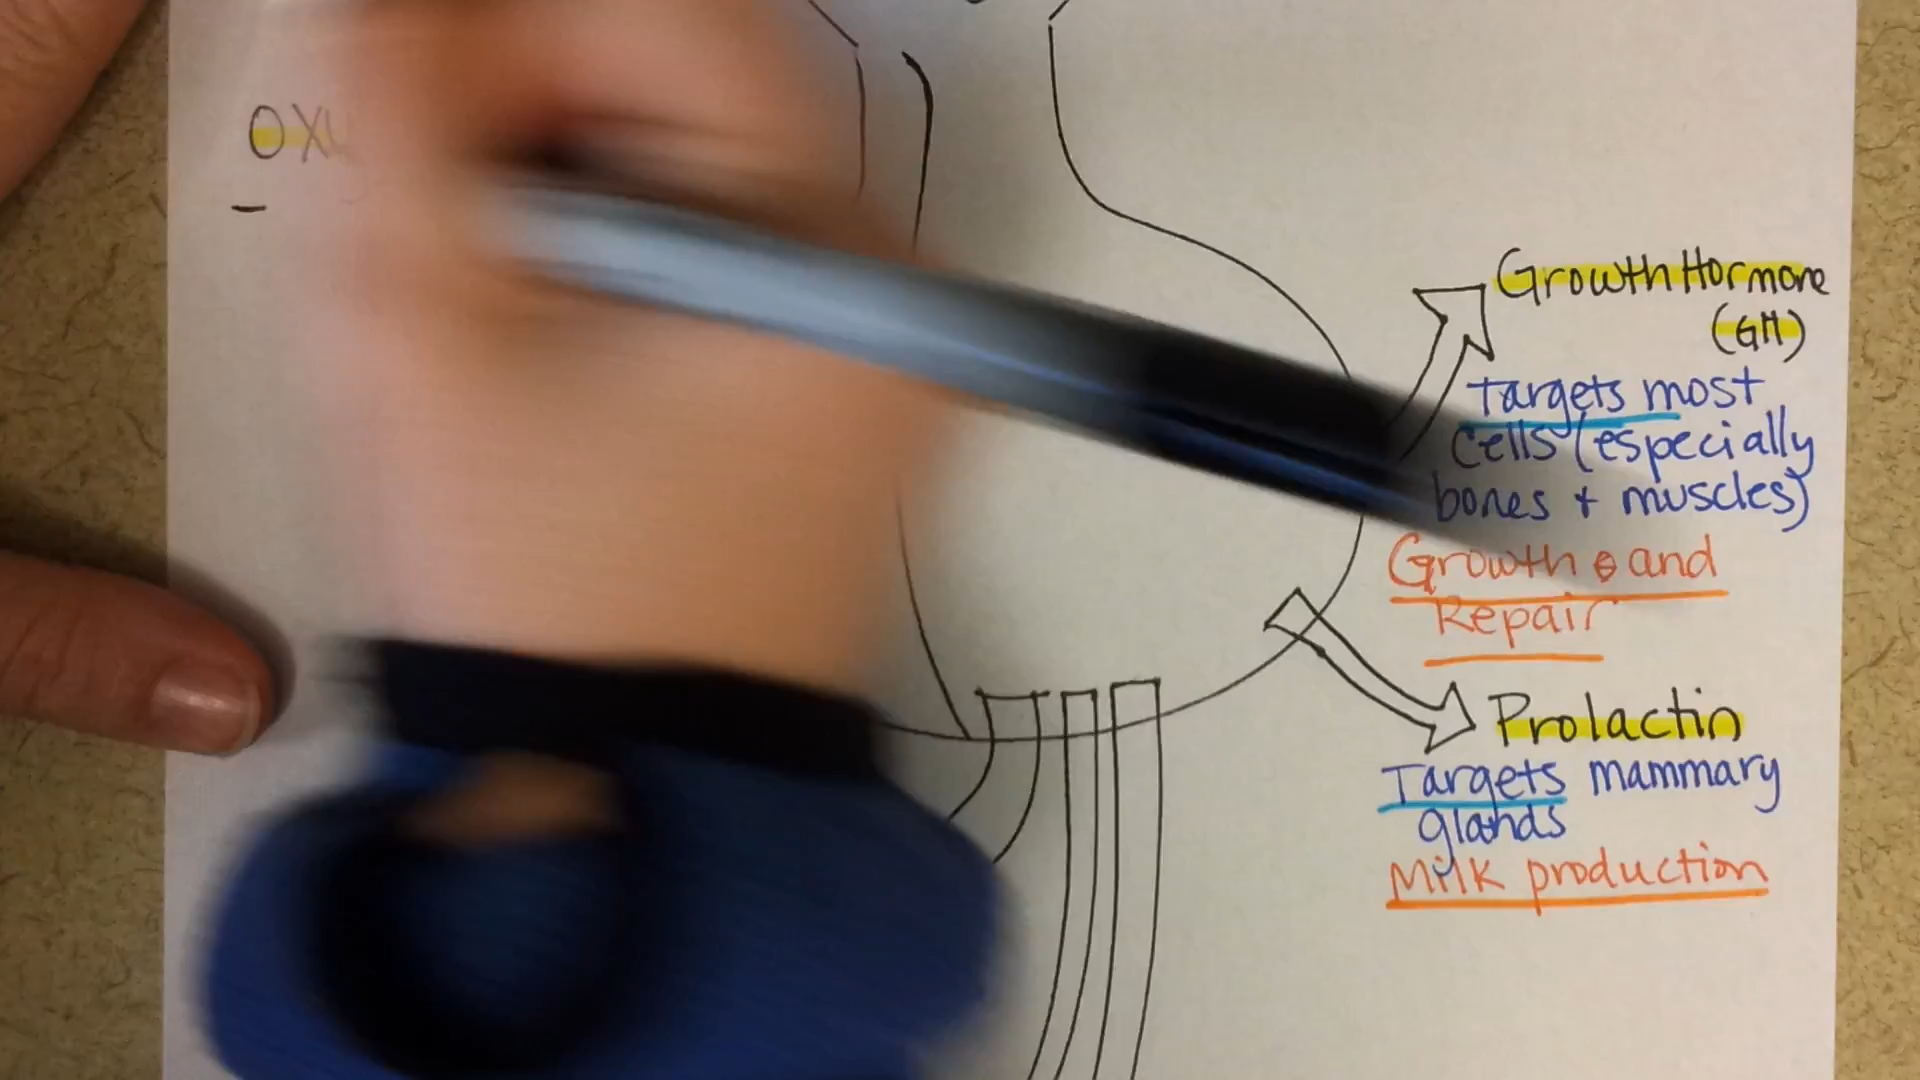 Growth Hormone
(GH)
Targets most
cells (especially
bones + muscles)
Growth and
Repair
Prolactin
Targets mammary
glands
Milk production